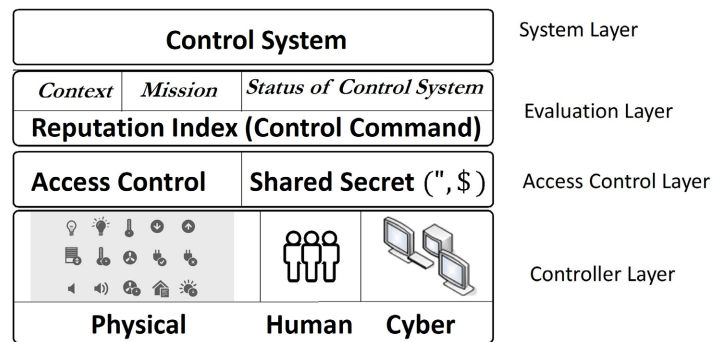 Control System
System Layer
Context Mission Status of Control System
Reputation Index (Control Command)
Evaluation Layer
Access Control Shared Secret (",$)
Access Control Layer
Controller Layer
Physical Human Cyber